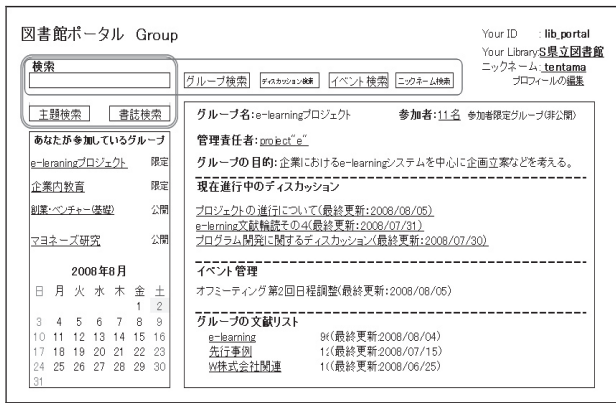 図書館ポータル Group
Your ID : lib_portal
Your Library:S県立図書館
ニックネーム:tentama
プロフィールの編集
検索
グループ検索 ディスカッション検索 イベント検索 ニックネーム検索
主題検索 書誌検索
あなたが参加しているグループ
e-leraningプロジェクト 限定
企業内教育 限定
創業・ベンチャー(基礎) 公開
マヨネーズ研究 公開
2008年8月
日 月 火 水 木 金 土
1 2
3 4 5 6 7 8 9
10 11 12 13 14 15 16
17 18 19 20 21 22 23
24 25 26 27 28 29 30
31
グループ名:e-learningプロジェクト 参加者:11名 参加者限定グループ(非公開)
管理責任者:project"e"
グループの目的:企業におけるe-learningシステムを中心に企画立案などを考える。
現在進行中のディスカッション
プロジェクトの進行について(最終更新:2008/08/05)
e-lerning文献輪読その4(最終更新:2008/07/31)
プログラム開発に関するディスカッション(最終更新:2008/07/30)
イベント管理
オフミーティング第2回日程調整(最終更新:2008/08/05)
グループの文献リスト
e-learning (最終更新:2008/08/04)
先行事例 (最終更新:2008/07/15)
W株式会社関連 (最終更新:2008/06/25)